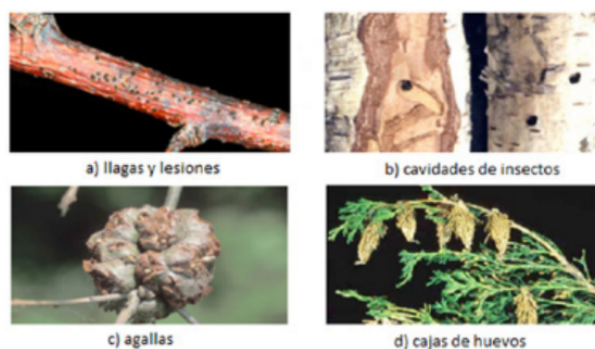 a) llagas y lesiones
b) cavidades de insectos
c) agallas
d) cajas de huevos